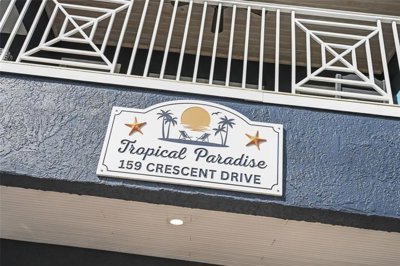 Tropical Paradise
159 CRESCENT DRIVE